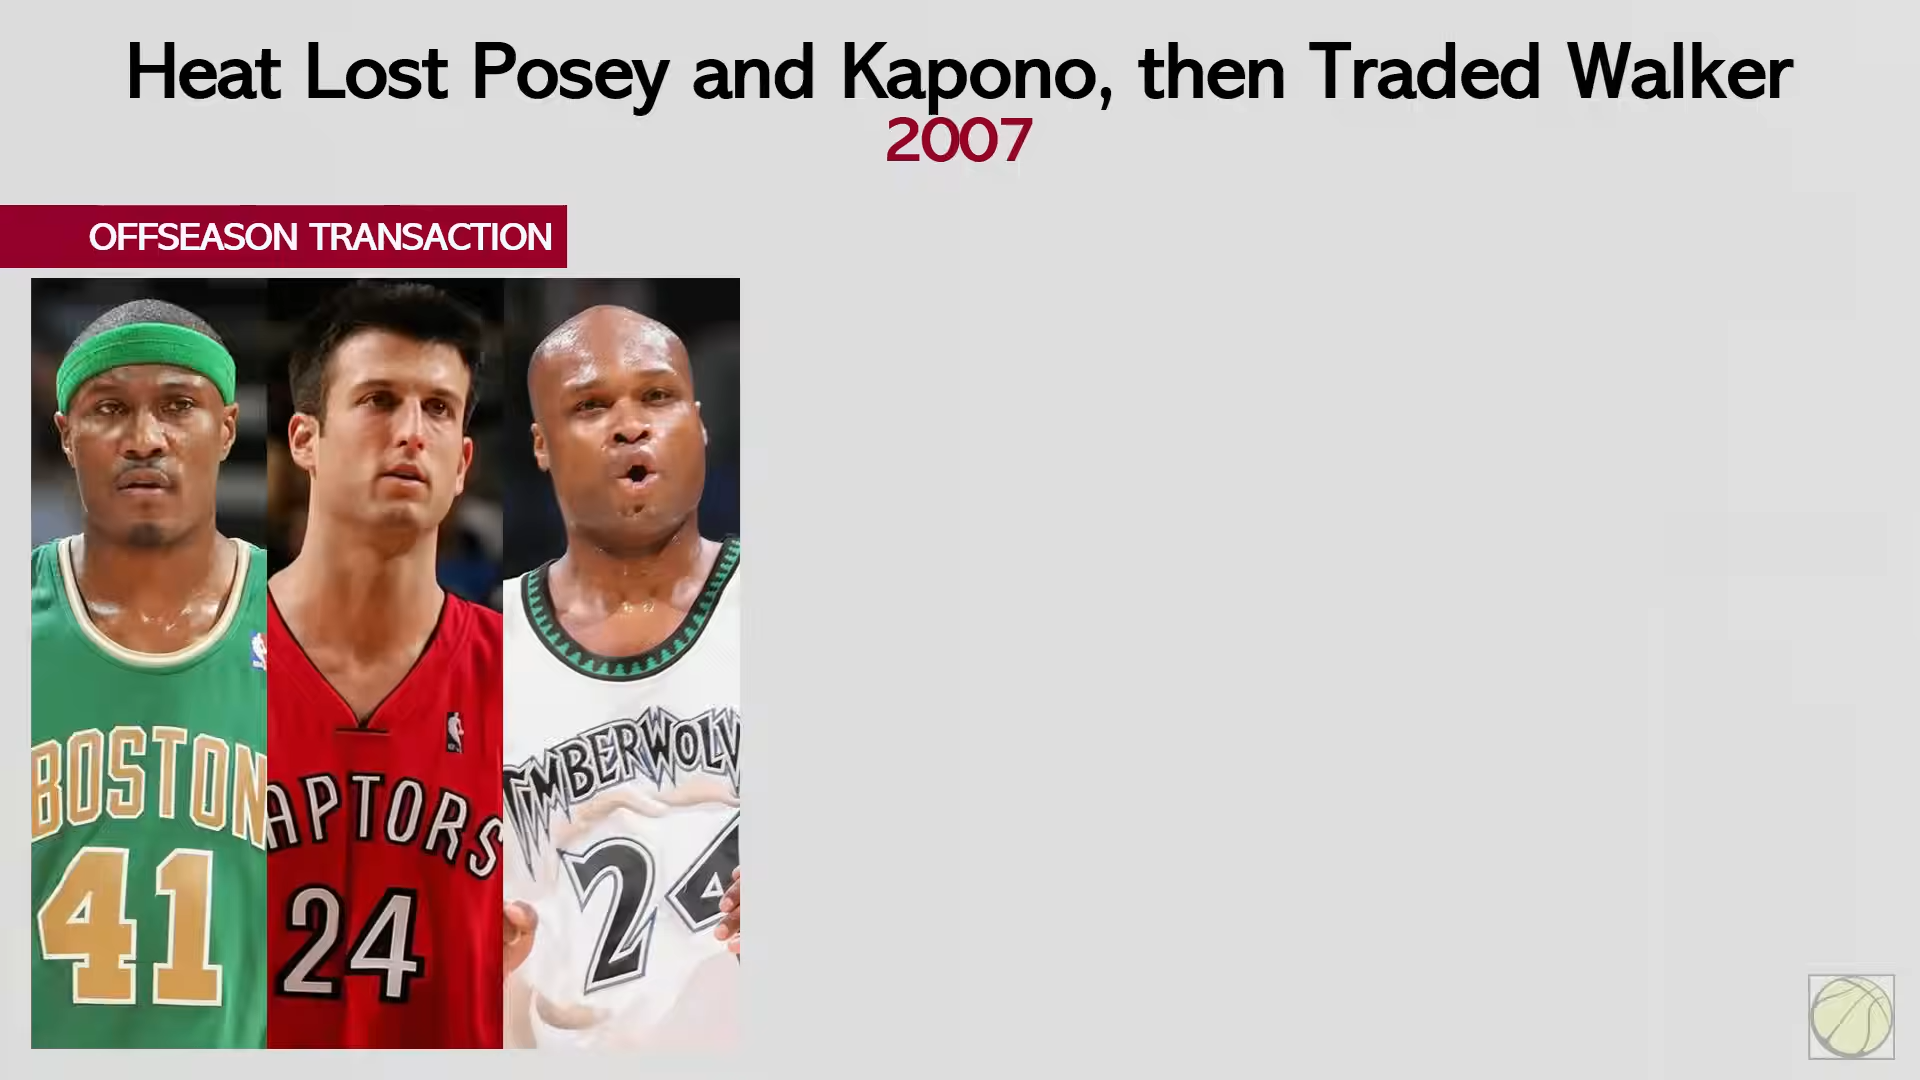 Heat Lost Posey and Kapono, then Traded Walker
2007
OFFSEASON TRANSACTION
BOSTON
41
APTORS
24
TIMBERWOLV
24